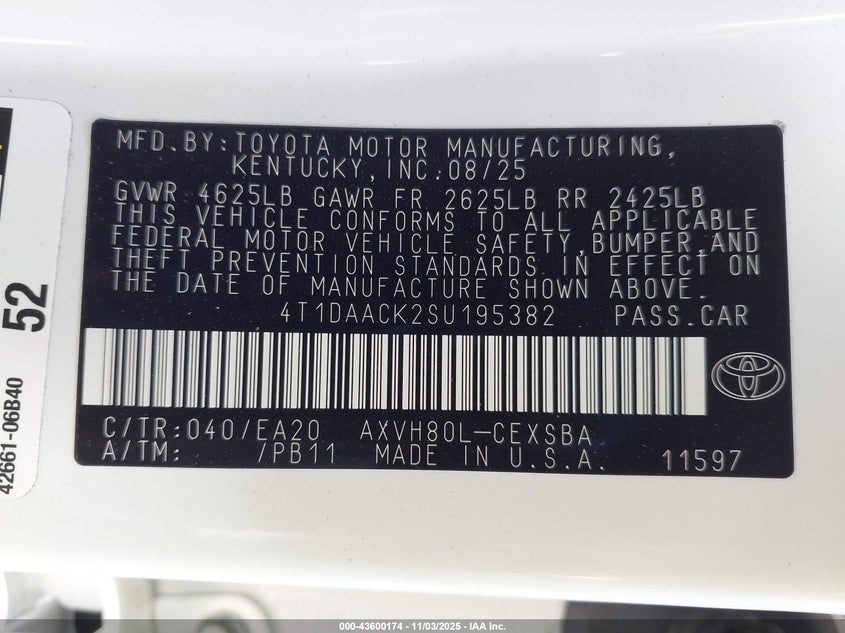 MFD.BY:TOYOTA MOTOR MANUFACTURING,
KENTUCKY, INC.08/25
GVWR 4625LB GAWR FR 2625LB RR 2425LB
THIS VEHICLE CONFORMS TO ALL APPLICABLE
FEDERAL MOTOR VEHICLE SAFETY,BUMPER,AND
THEFT PREVENTION STANDARDS IN EFFECT ON
THE DATE OF MANUFACTURE SHOWN ABOVE.
4T1DAACK2SU195382 PASS.CAR
C/TR:040/EA20 AXVH80L-CEXSBA
A/TM: /PB11 MADE IN U.S.A. 11597
52
42661-06B40
000-43600174 - 11/03/2025 - IAA Inc.